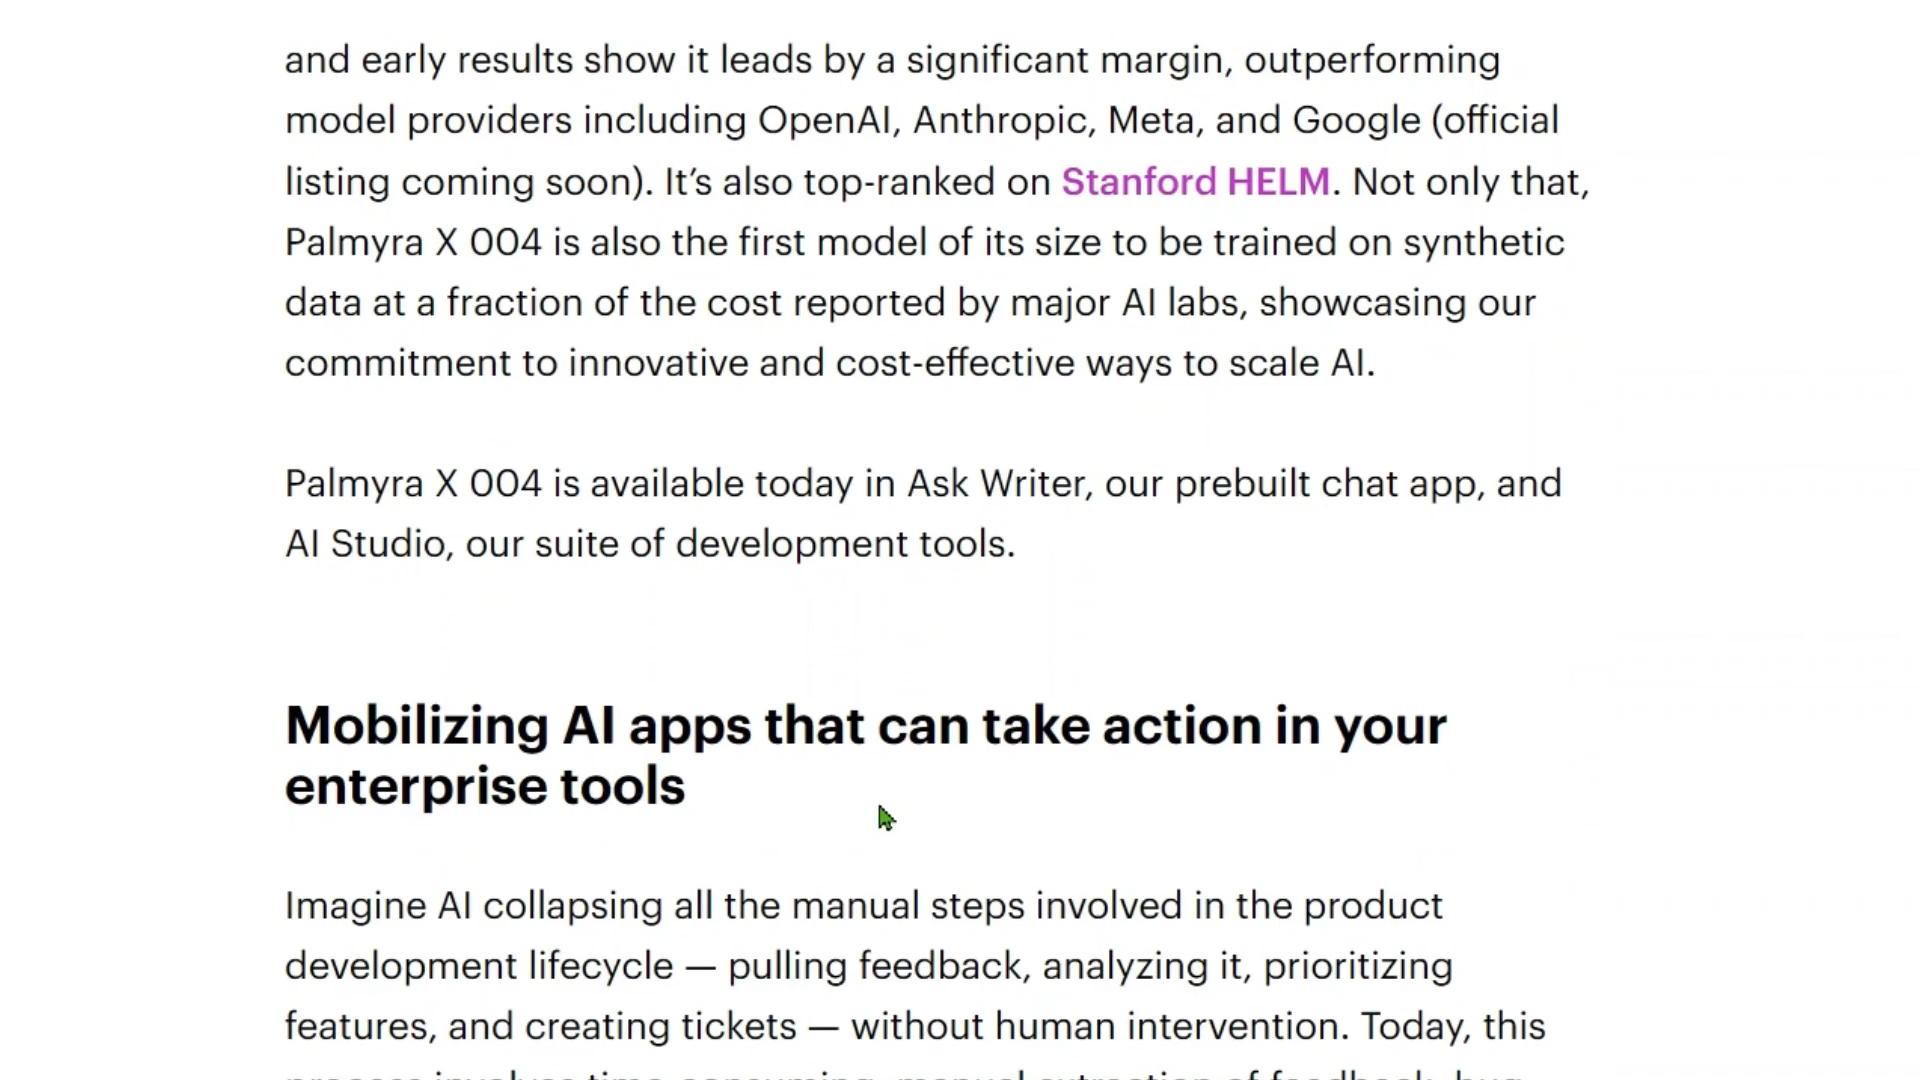 and early results show it leads by a significant margin, outperforming
model providers including OpenAI, Anthropic, Meta, and Google (official
listing coming soon). It’s also top-ranked on Stanford HELM. Not only that,
Palmyra X 004 is also the first model of its size to be trained on synthetic
data at a fraction of the cost reported by major AI labs, showcasing our
commitment to innovative and cost-effective ways to scale AI.
Palmyra X 004 is available today in Ask Writer, our prebuilt chat app, and
AI Studio, our suite of development tools.
Mobilizing AI apps that can take action in your
enterprise tools
Imagine AI collapsing all the manual steps involved in the product
development lifecycle — pulling feedback, analyzing it, prioritizing
features, and creating tickets — without human intervention. Today, this